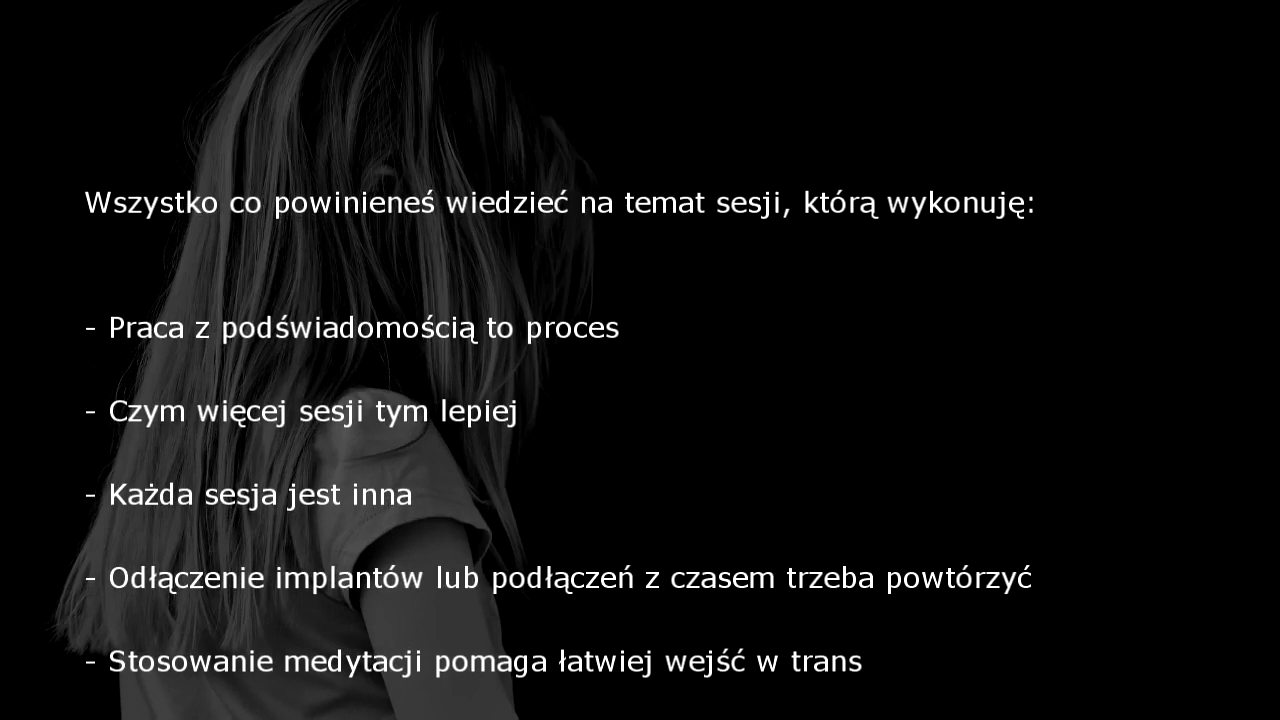 Wszystko co powinieneś wiedzieć na temat sesji, którą wykonuję:
- Praca z podświadomością to proces
- Czym więcej sesji tym lepiej
- Każda sesja jest inna
- Odłączenie implantów lub podłączeń z czasem trzeba powtórzyć
- Stosowanie medytacji pomaga łatwiej wejść w trans